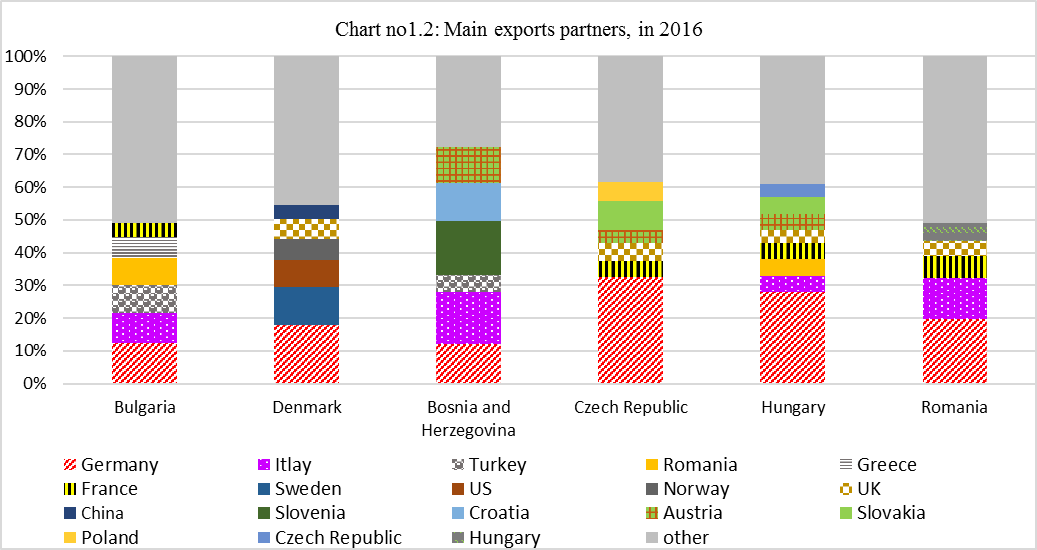 Chart no1.2: Main exports partners, in 2016
100%
90%
80%
70%
60%
50%
40%
30%
20%
10%
0%
Bulgaria Denmark Bosnia and Herzegovina Czech Republic Hungary Romania
Germany Itlay Turkey Romania Greece
France Sweden US Norway UK
China Slovenia Croatia Austria Slovakia
Poland Czech Republic Hungary other